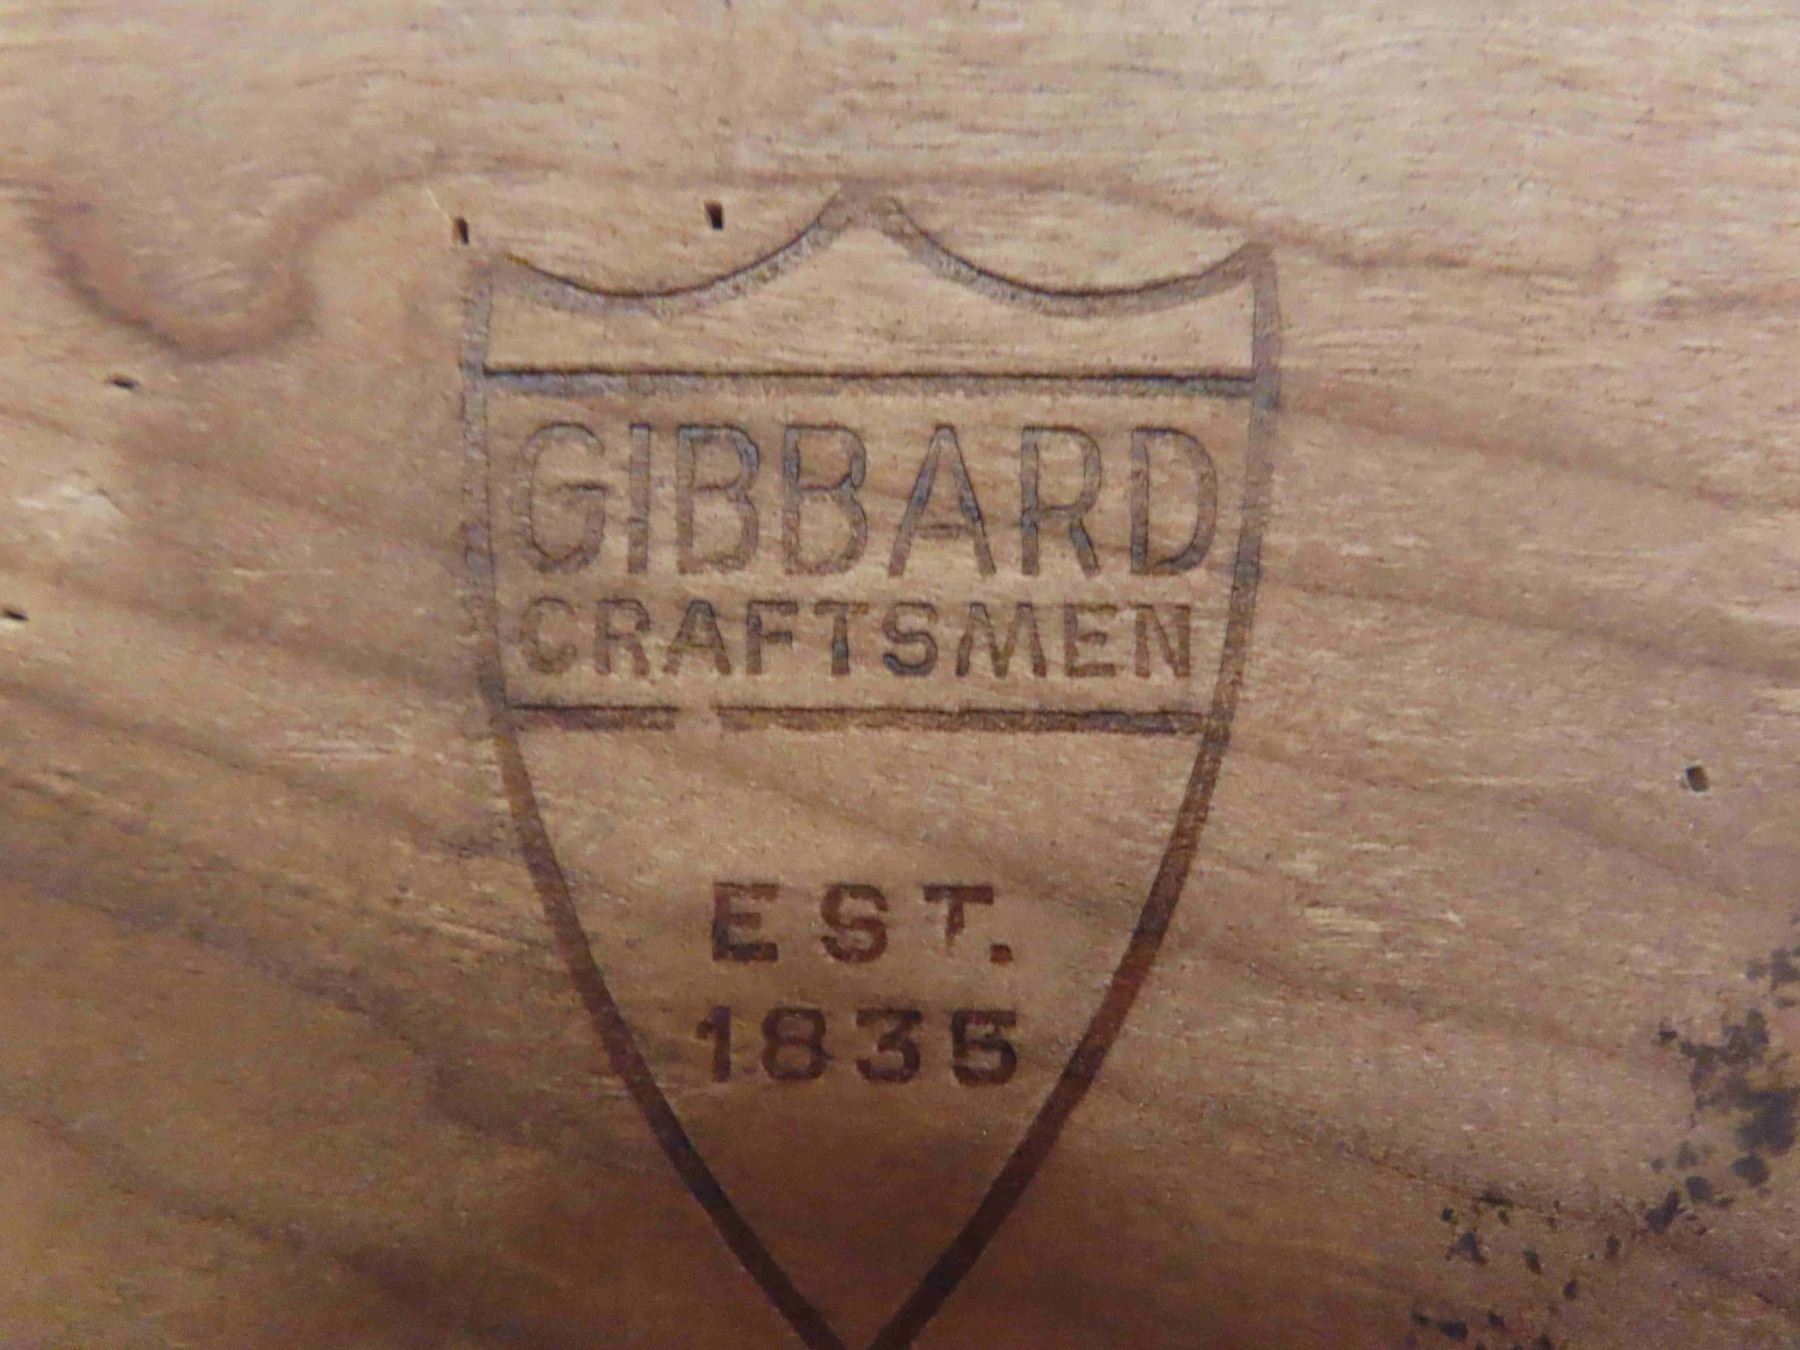 GIBBARD
CRAFTSMEN
EST.
1835